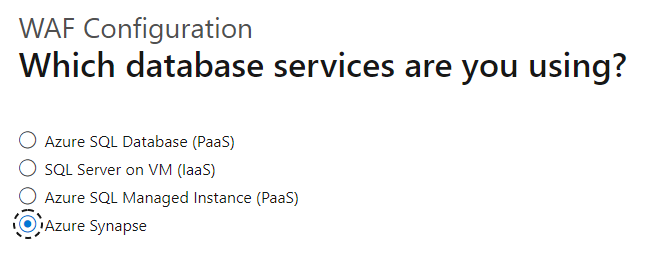 WAF Configuration
Which database services are you using?
Azure SQL Database (PaaS)
SQL Server on VM (IaaS)
Azure SQL Managed Instance (PaaS)
Azure Synapse